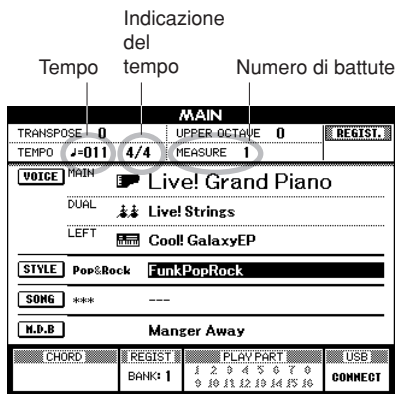 Indicazione
del
Tempo tempo Numero di battute
MAIN
TRANSPOSE 0 UPPER OCTAVE 0 REGIST.
TEMPO ♩=011 4/4 MEASURE 1
VOICE MAIN Live! Grand Piano
DUAL Live! Strings
LEFT Cool! GalaxyEP
STYLE Pop&Rock FunkPopRock
SONG *** ---
M.D.B Manger Away
CHORD REGIST PLAY PART USB
BANK: 1 1 2 3 4 5 6 7 8 CONNECT
9 10 11 12 13 14 15 16